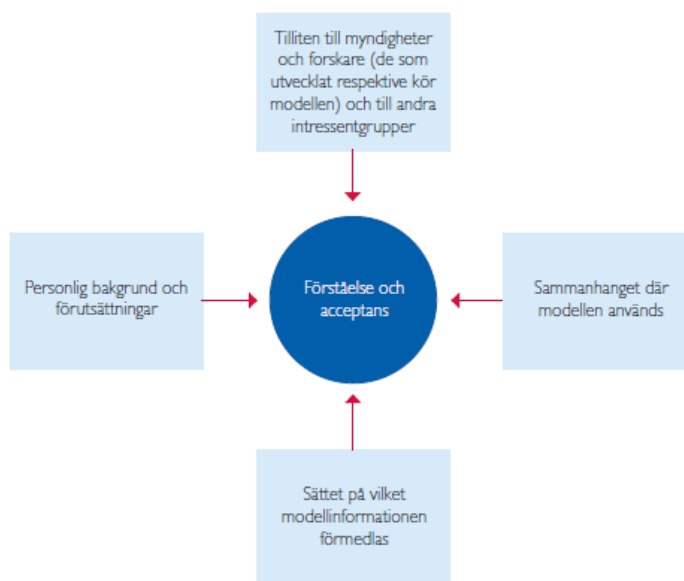 Tilliten till myndigheter
och forskare (de som
utvecklat respektive kör
modellen) och till andra
intressentgrupper
Personlig bakgrund och
förutsättningar
Förståelse och
acceptans
Sammanhanget där
modellen används
Sättet på vilket
modellinformationen
förmedlas